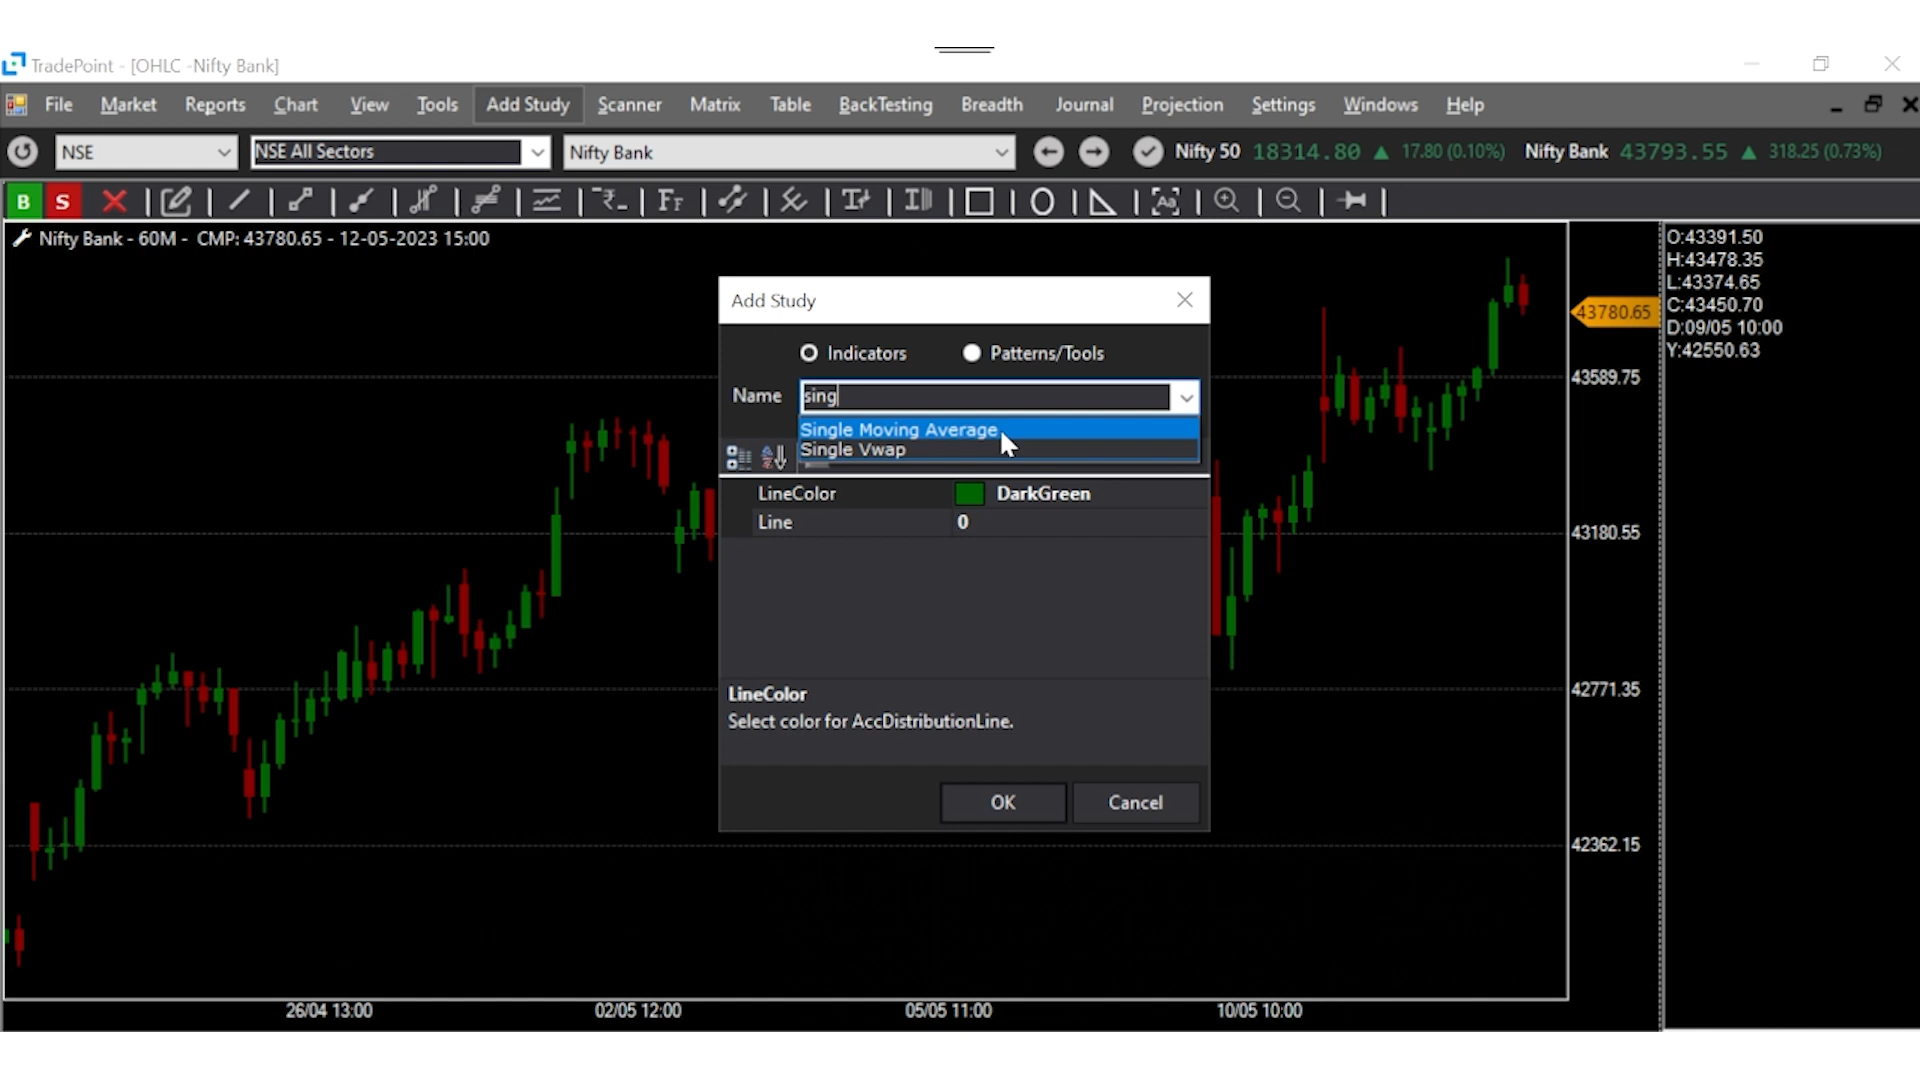 TradePoint - [OHLC -Nifty Bank]
File Market Reports Chart View Tools Add Study Scanner Matrix Table BackTesting Breadth Journal Projection Settings Windows Help
NSE NSE All Sectors Nifty Bank Nifty 50 18314.80 ▲ 17.80 (0.10%) Nifty Bank 43793.55 ▲ 318.25 (0.73%)
B S
Nifty Bank - 60M - CMP: 43780.65 - 12-05-2023 15:00
O:43391.50
H:43478.35
L:43374.65
C:43450.70
D:09/05 10:00
Y:42550.63
43780.65
43589.75
43180.55
42771.35
42362.15
Add Study
Indicators Patterns/Tools
Name sing
Single Moving Average
Single Vwap
LineColor DarkGreen
Line 0
LineColor
Select color for AccDistributionLine.
OK Cancel
26/04 13:00 02/05 12:00 05/05 11:00 10/05 10:00